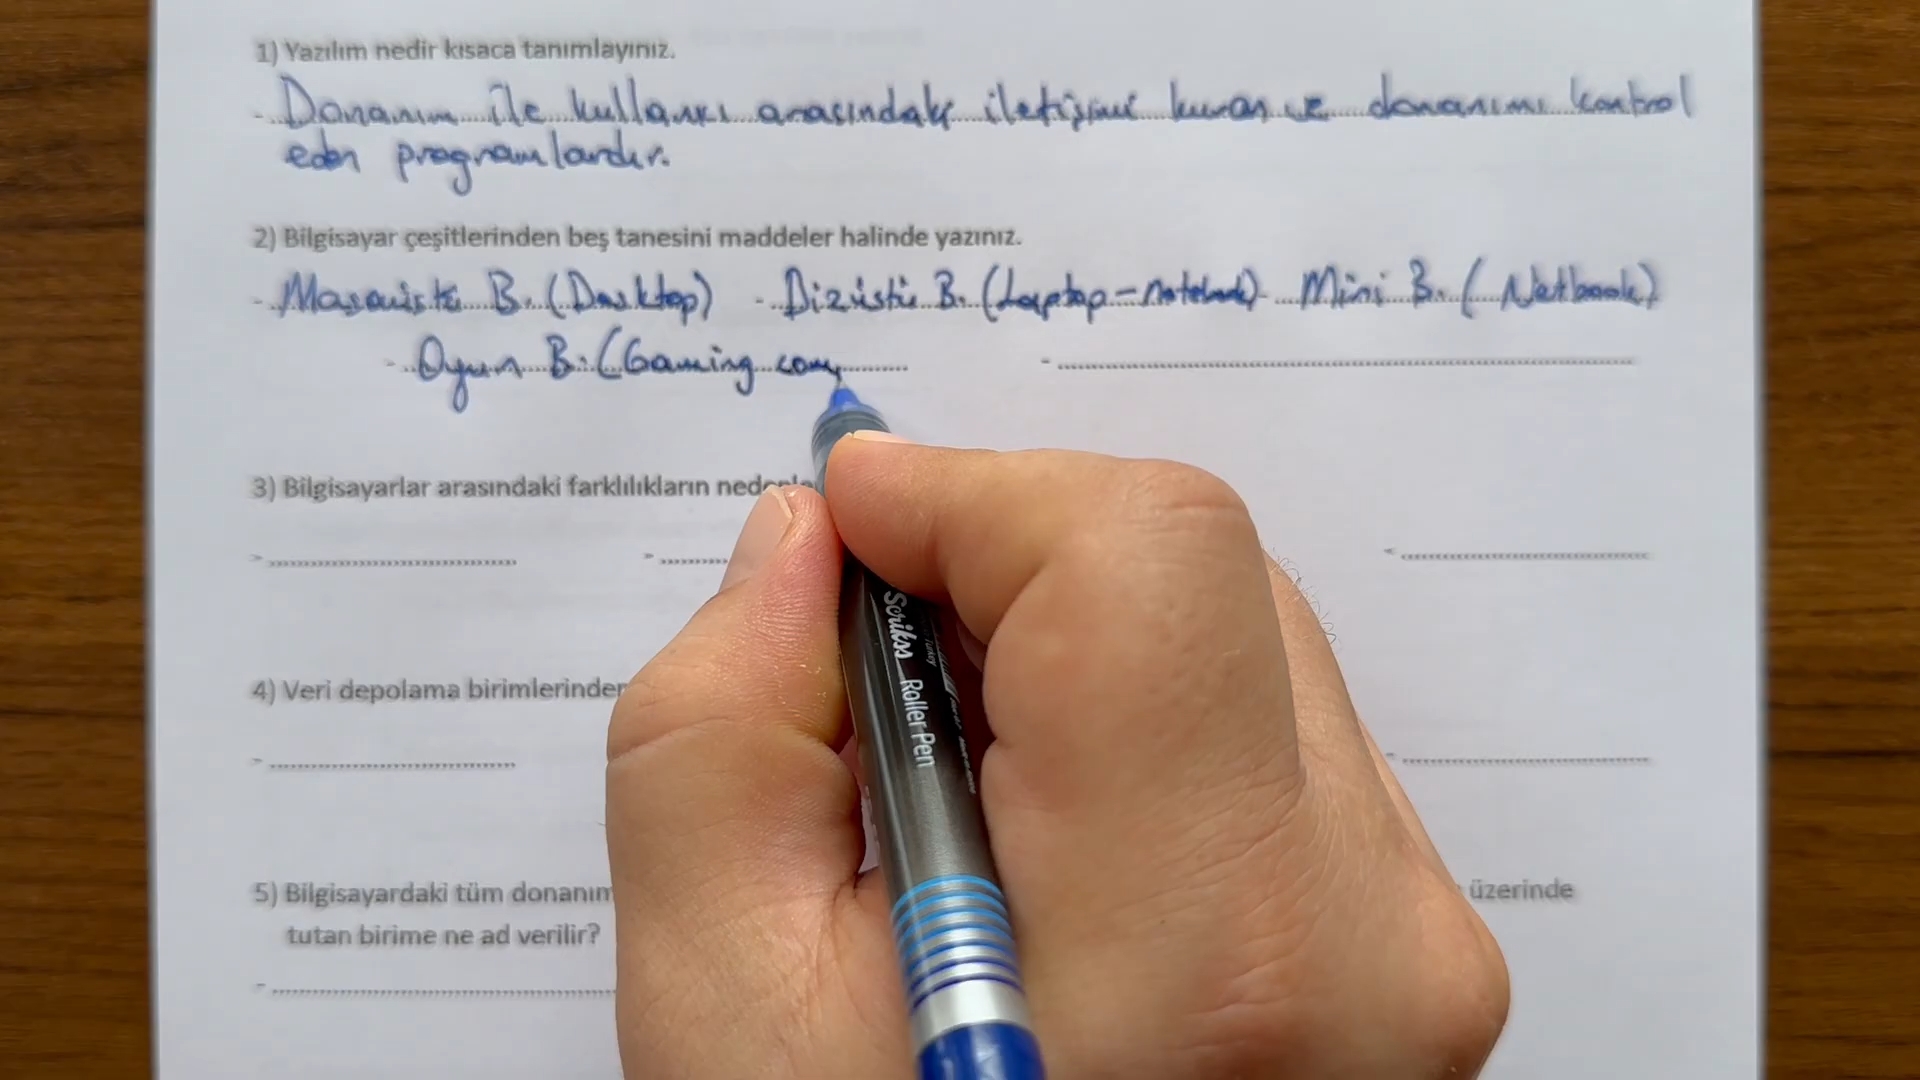 1) Yazılım nedir kısaca tanımlayınız.
- Donanım ile kullanıcı arasındaki iletişimi kuran ve donanımı kontrol
eden programlardır.
2) Bilgisayar çeşitlerinden beş tanesini maddeler halinde yazınız.
- Masaüstü B. (Desktop) - Dizüstü B. (Laptop - Notebook) - Mini B. (Netbook)
- Oyun B. (Gaming com -
3) Bilgisayarlar arasındaki farklılıkların
4) Veri depolama birimlerinden
5) Bilgisayardaki tüm donanım üzerinde
tutan birime ne ad verilir?
Scrikss Roller Pen